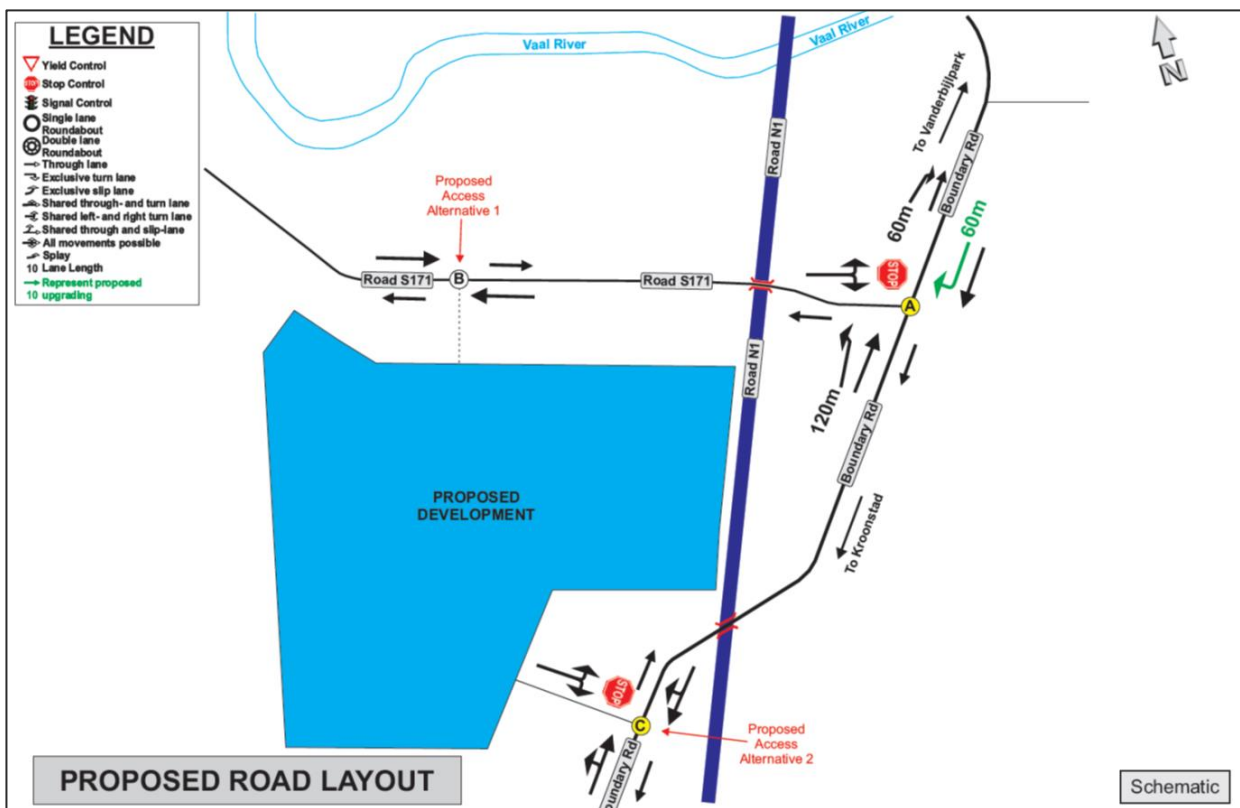 LEGEND
Yield Control
STOP
Stop Control
Signal Control
Single lane
Roundabout
Double lane
Roundabout
Through lane
Exclusive turn lane
Exclusive slip lane
Shared through- and turn lane
Shared left- and right turn lane
Shared through and slip-lane
All movements possible
Splay
10 Lane Length
Represent proposed
10 upgrading
Vaal River
Vaal River
N
Road N1
To Vanderbijlpark
Boundary Rd
Proposed
Access
Alternative 1
60m
60m
Road S171
B
Road S171
STOP
A
Road N1
120m
Boundary Rd
To Kroonstad
PROPOSED
DEVELOPMENT
STOP
C
Proposed
Access
Alternative 2
Boundary Rd
PROPOSED ROAD LAYOUT
Schematic